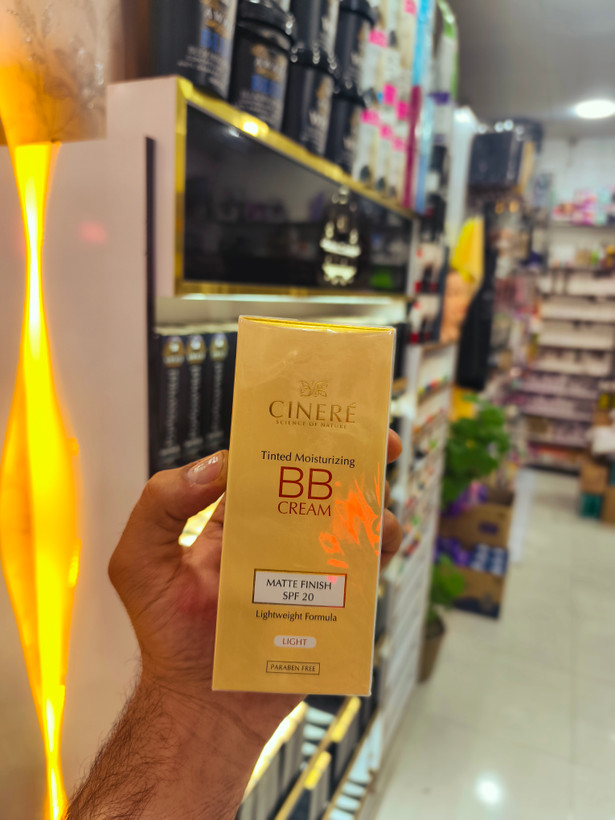 CINERÉ
SCIENCE OF NATURE
Tinted Moisturizing
BB
CREAM
MATTE FINISH
SPF 20
Lightweight Formula
LIGHT
PARABEN FREE